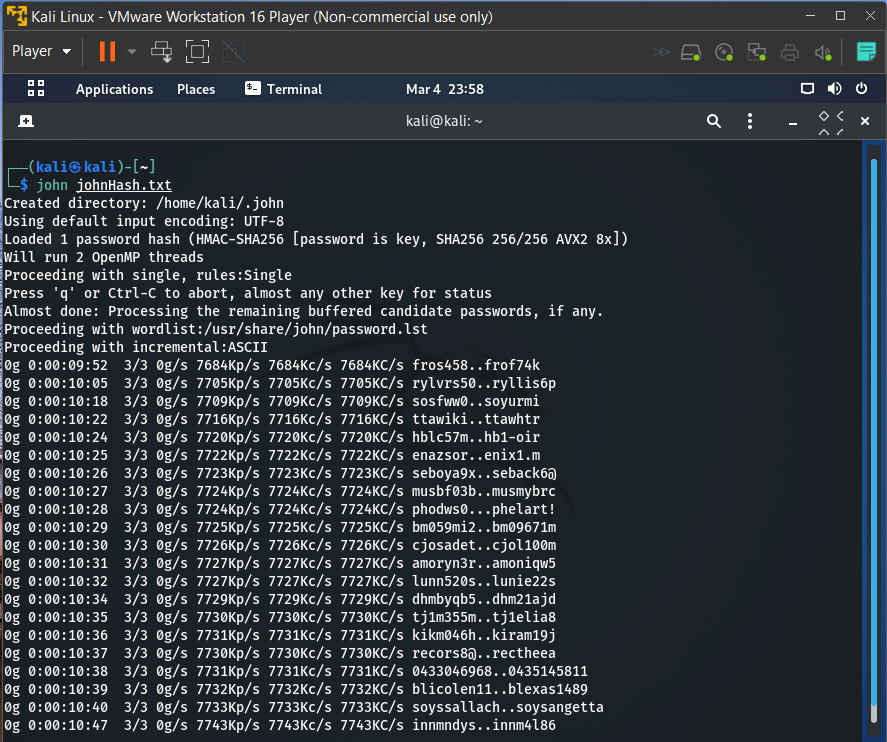 Kali Linux - VMware Workstation 16 Player (Non-commercial use only)
Player
Applications Places Terminal Mar 4 23:58
kali@kali: ~
(kali㉿kali)-[~]
$ john johnHash.txt
Created directory: /home/kali/.john
Using default input encoding: UTF-8
Loaded 1 password hash (HMAC-SHA256 [password is key, SHA256 256/256 AVX2 8x])
Will run 2 OpenMP threads
Proceeding with single, rules:Single
Press 'q' or Ctrl-C to abort, almost any other key for status
Almost done: Processing the remaining buffered candidate passwords, if any.
Proceeding with wordlist:/usr/share/john/password.lst
Proceeding with incremental:ASCII
0g 0:00:09:52  3/3 0g/s 7684Kp/s 7684Kc/s 7684KC/s fros458..frof74k
0g 0:00:10:05  3/3 0g/s 7705Kp/s 7705Kc/s 7705KC/s rylvrs50..ryllis6p
0g 0:00:10:18  3/3 0g/s 7709Kp/s 7709Kc/s 7709KC/s sosfww0..soyurmi
0g 0:00:10:22  3/3 0g/s 7716Kp/s 7716Kc/s 7716KC/s ttawiki..ttawhtr
0g 0:00:10:24  3/3 0g/s 7720Kp/s 7720Kc/s 7720KC/s hblc57m..hb1-oir
0g 0:00:10:25  3/3 0g/s 7722Kp/s 7722Kc/s 7722KC/s enazsor..enix1.m
0g 0:00:10:26  3/3 0g/s 7723Kp/s 7723Kc/s 7723KC/s seboya9x..seback6@
0g 0:00:10:27  3/3 0g/s 7724Kp/s 7724Kc/s 7724KC/s musbf03b..musmybrc
0g 0:00:10:28  3/3 0g/s 7724Kp/s 7724Kc/s 7724KC/s phodws0...phelart!
0g 0:00:10:29  3/3 0g/s 7725Kp/s 7725Kc/s 7725KC/s bm059mi2..bm09671m
0g 0:00:10:30  3/3 0g/s 7726Kp/s 7726Kc/s 7726KC/s cjosadet..cjol100m
0g 0:00:10:31  3/3 0g/s 7727Kp/s 7727Kc/s 7727KC/s amoryn3r..amoniqw5
0g 0:00:10:32  3/3 0g/s 7727Kp/s 7727Kc/s 7727KC/s lunn520s..lunie22s
0g 0:00:10:34  3/3 0g/s 7729Kp/s 7729Kc/s 7729KC/s dhmbyqb5..dhm21ajd
0g 0:00:10:35  3/3 0g/s 7730Kp/s 7730Kc/s 7730KC/s tj1m355m..tj1elia8
0g 0:00:10:36  3/3 0g/s 7731Kp/s 7731Kc/s 7731KC/s kikm046h..kiram19j
0g 0:00:10:37  3/3 0g/s 7730Kp/s 7730Kc/s 7730KC/s recors8@..rectheea
0g 0:00:10:38  3/3 0g/s 7731Kp/s 7731Kc/s 7731KC/s 0433046968..0435145811
0g 0:00:10:39  3/3 0g/s 7732Kp/s 7732Kc/s 7732KC/s blicolen11..blexas1489
0g 0:00:10:40  3/3 0g/s 7733Kp/s 7733Kc/s 7733KC/s soyssallach..soysangetta
0g 0:00:10:47  3/3 0g/s 7743Kp/s 7743Kc/s 7743KC/s innmndys..innm4l86